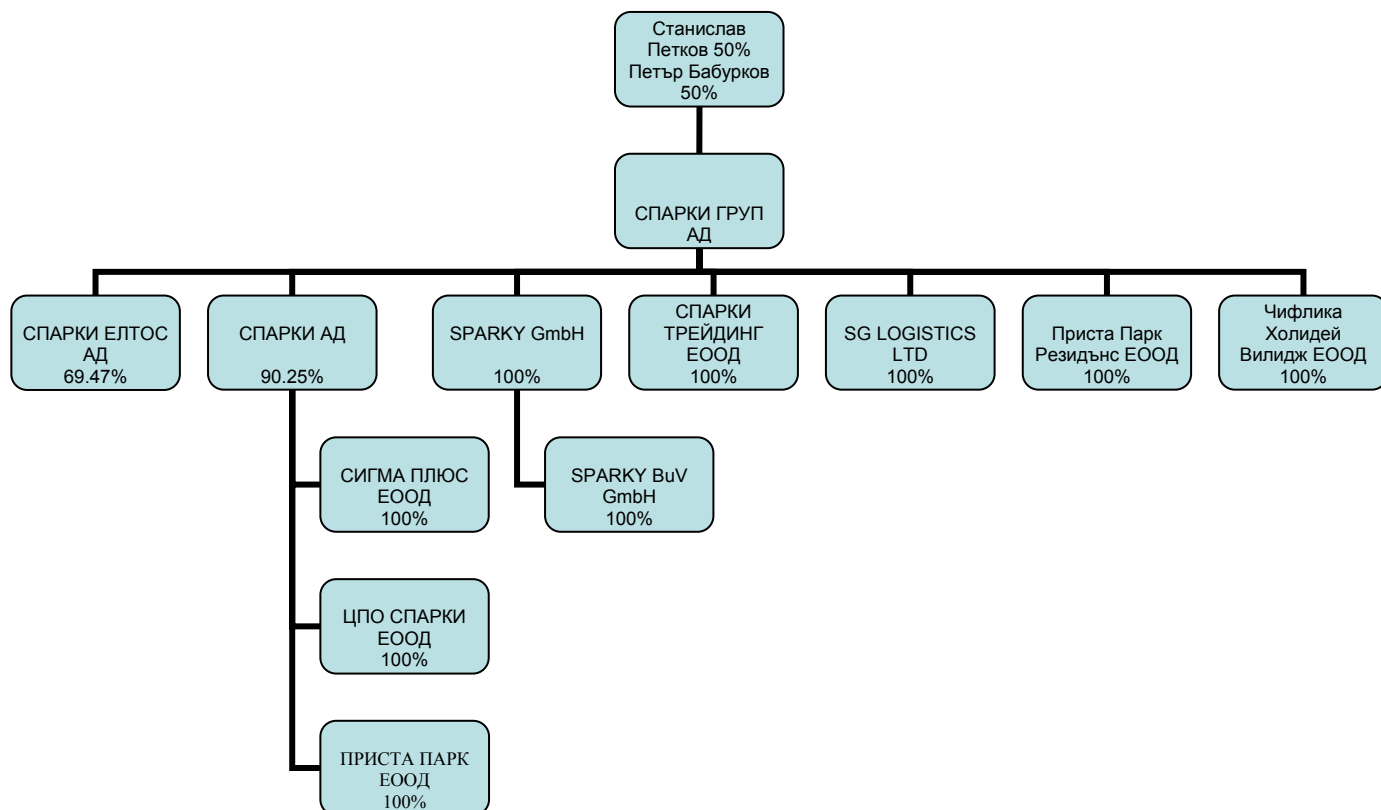 Станислав
Петков 50%
Петър Бабурков
50%
СПАРКИ ГРУП
АД
СПАРКИ ЕЛТОС
АД
69.47%
СПАРКИ АД
90.25%
SPARKY GmbH
100%
СПАРКИ
ТРЕЙДИНГ
ЕООД
100%
SG LOGISTICS
LTD
100%
Приста Парк
Резидънс ЕООД
100%
Чифлика
Холидей
Вилидж ЕООД
100%
СИГМА ПЛЮС
ЕООД
100%
SPARKY BuV
GmbH
100%
ЦПО СПАРКИ
ЕООД
100%
ПРИСТА ПАРК
ЕООД
100%